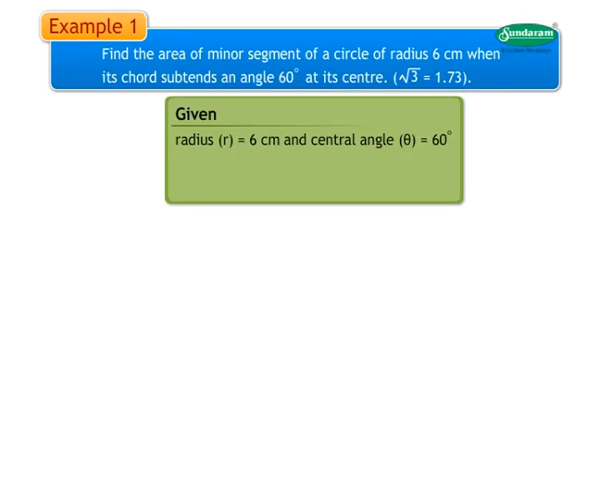 Example 1
Sundaram
Find the area of minor segment of a circle of radius 6 cm when
its chord subtends an angle 60° at its centre. (√3 = 1.73).
Given
radius (r) = 6 cm and central angle (θ) = 60°